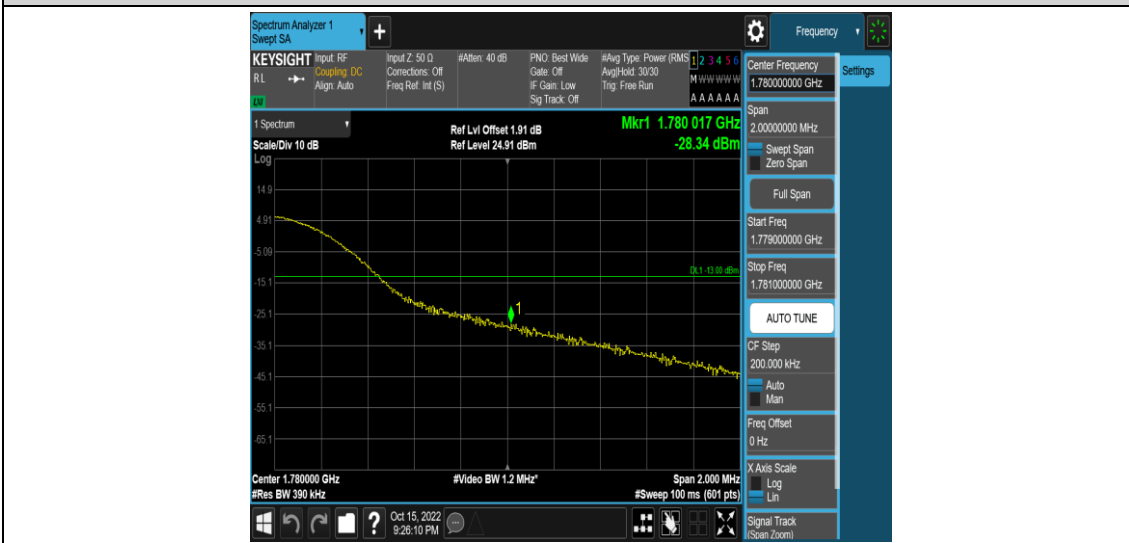 Spectrum Analyzer 1
Swept SA
+
Frequency
KEYSIGHT
RL
LV
Input: RF
Coupling: DC
Align: Auto
Input Z: 50 Ω
Corrections: Off
Freq Ref: Int (S)
#Atten: 40 dB
PNO: Best Wide
Gate: Off
IF Gain: Low
Sig Track: Off
#Avg Type: Power (RMS
Avg|Hold: 30/30
Trig: Free Run
1 2 3 4 5 6
M W W W W W
A A A A A A
1 Spectrum
Scale/Div 10 dB
Ref Lvl Offset 1.91 dB
Ref Level 24.91 dBm
Mkr1 1.780 017 GHz
-28.34 dBm
Log
14.9
4.91
-5.09
-15.1
-25.1
-35.1
-45.1
-55.1
-65.1
DL1 -13.00 dBm
1
Center 1.780000 GHz
#Res BW 390 kHz
#Video BW 1.2 MHz*
Span 2.000 MHz
#Sweep 100 ms (601 pts)
Center Frequency
1.780000000 GHz
Settings
Span
2.00000000 MHz
Swept Span
Zero Span
Full Span
Start Freq
1.779000000 GHz
Stop Freq
1.781000000 GHz
AUTO TUNE
CF Step
200.000 kHz
Auto
Man
Freq Offset
0 Hz
X Axis Scale
Log
Lin
Signal Track
(Span Zoom)
?
Oct 15, 2022
9:26:10 PM